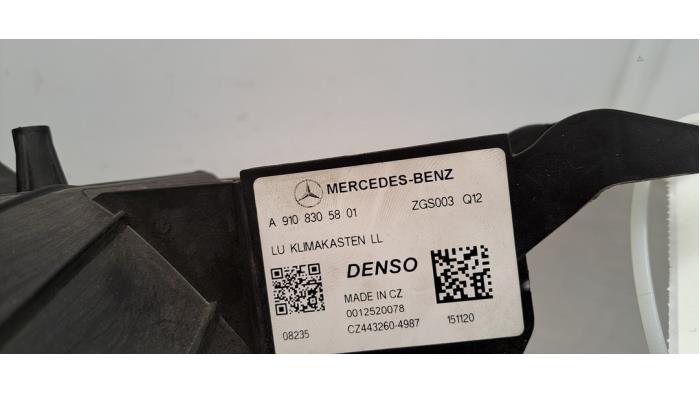 MERCEDES-BENZ
A 910 830 58 01 ZGS003 Q12
LU KLIMAKASTEN LL
DENSO
MADE IN CZ
0012520078
08235 CZ443260-4987 151120